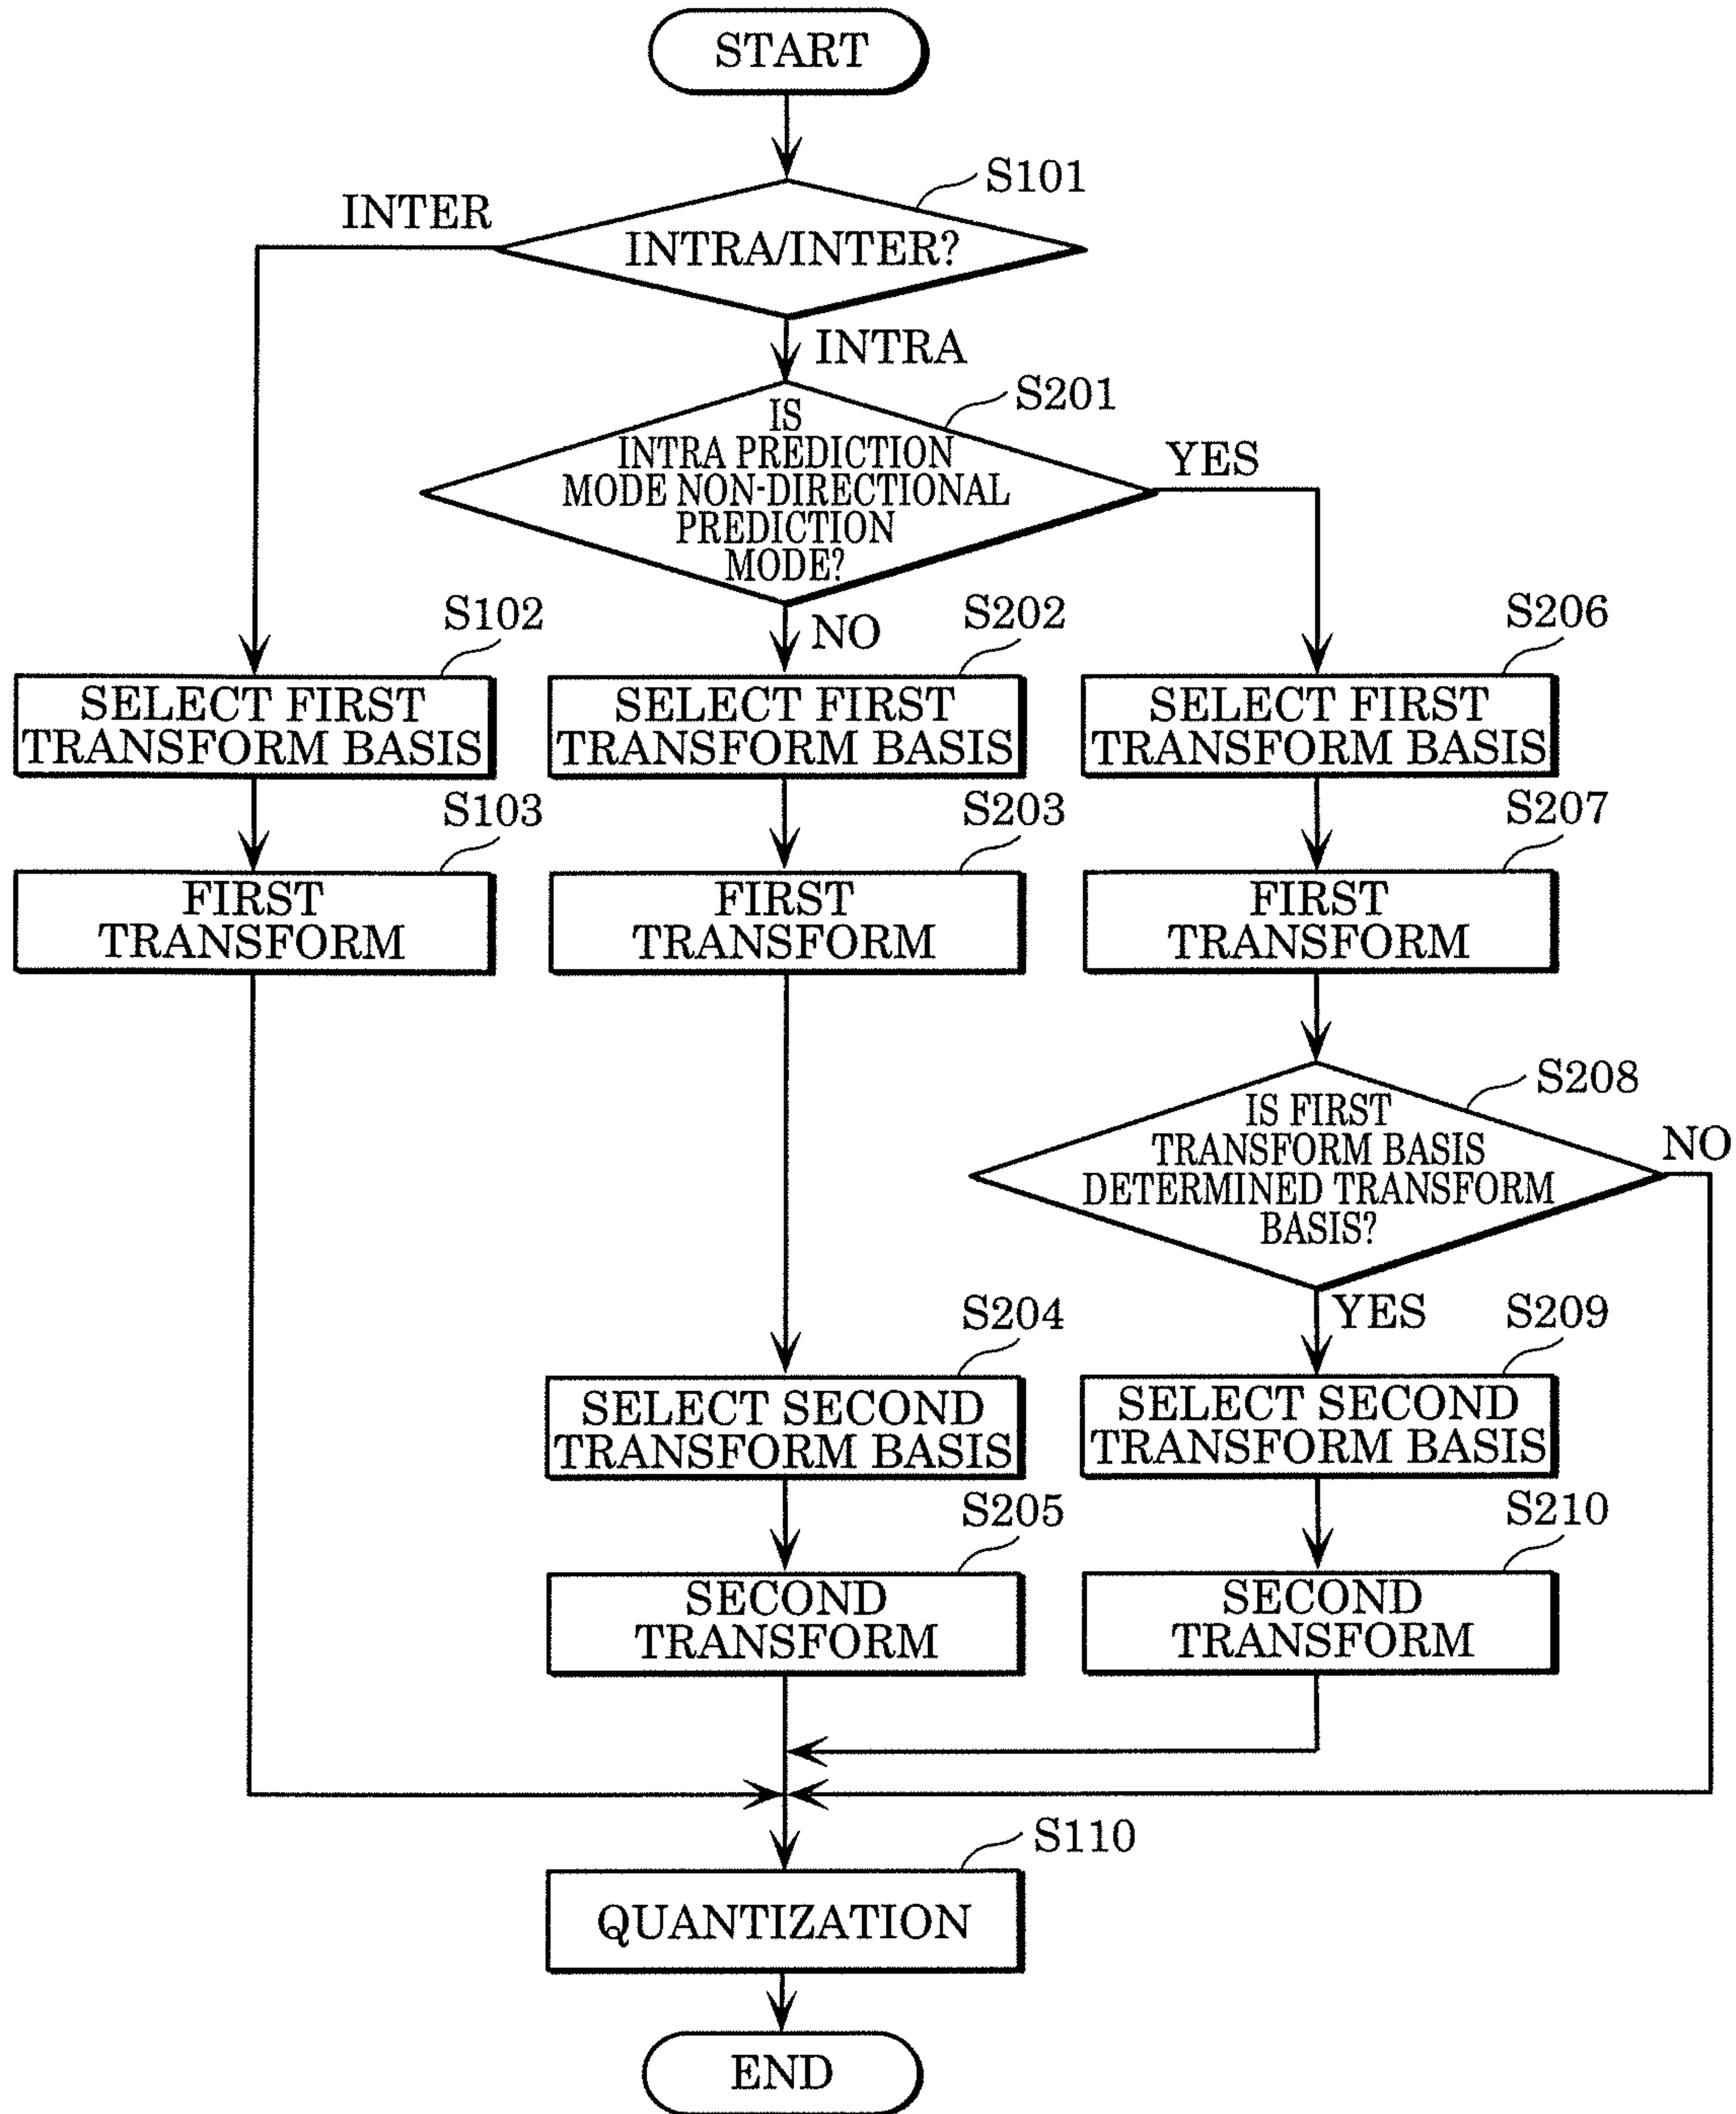 START
S101
INTER
INTRA/INTER?
INTRA
S201
IS
INTRA PREDICTION
MODE NON-DIRECTIONAL
PREDICTION
MODE?
YES
NO
S102
SELECT FIRST
TRANSFORM BASIS
S202
SELECT FIRST
TRANSFORM BASIS
S206
SELECT FIRST
TRANSFORM BASIS
S103
FIRST
TRANSFORM
S203
FIRST
TRANSFORM
S207
FIRST
TRANSFORM
S208
IS FIRST
TRANSFORM BASIS
DETERMINED TRANSFORM
BASIS?
NO
YES
S204
SELECT SECOND
TRANSFORM BASIS
S209
SELECT SECOND
TRANSFORM BASIS
S205
SECOND
TRANSFORM
S210
SECOND
TRANSFORM
S110
QUANTIZATION
END